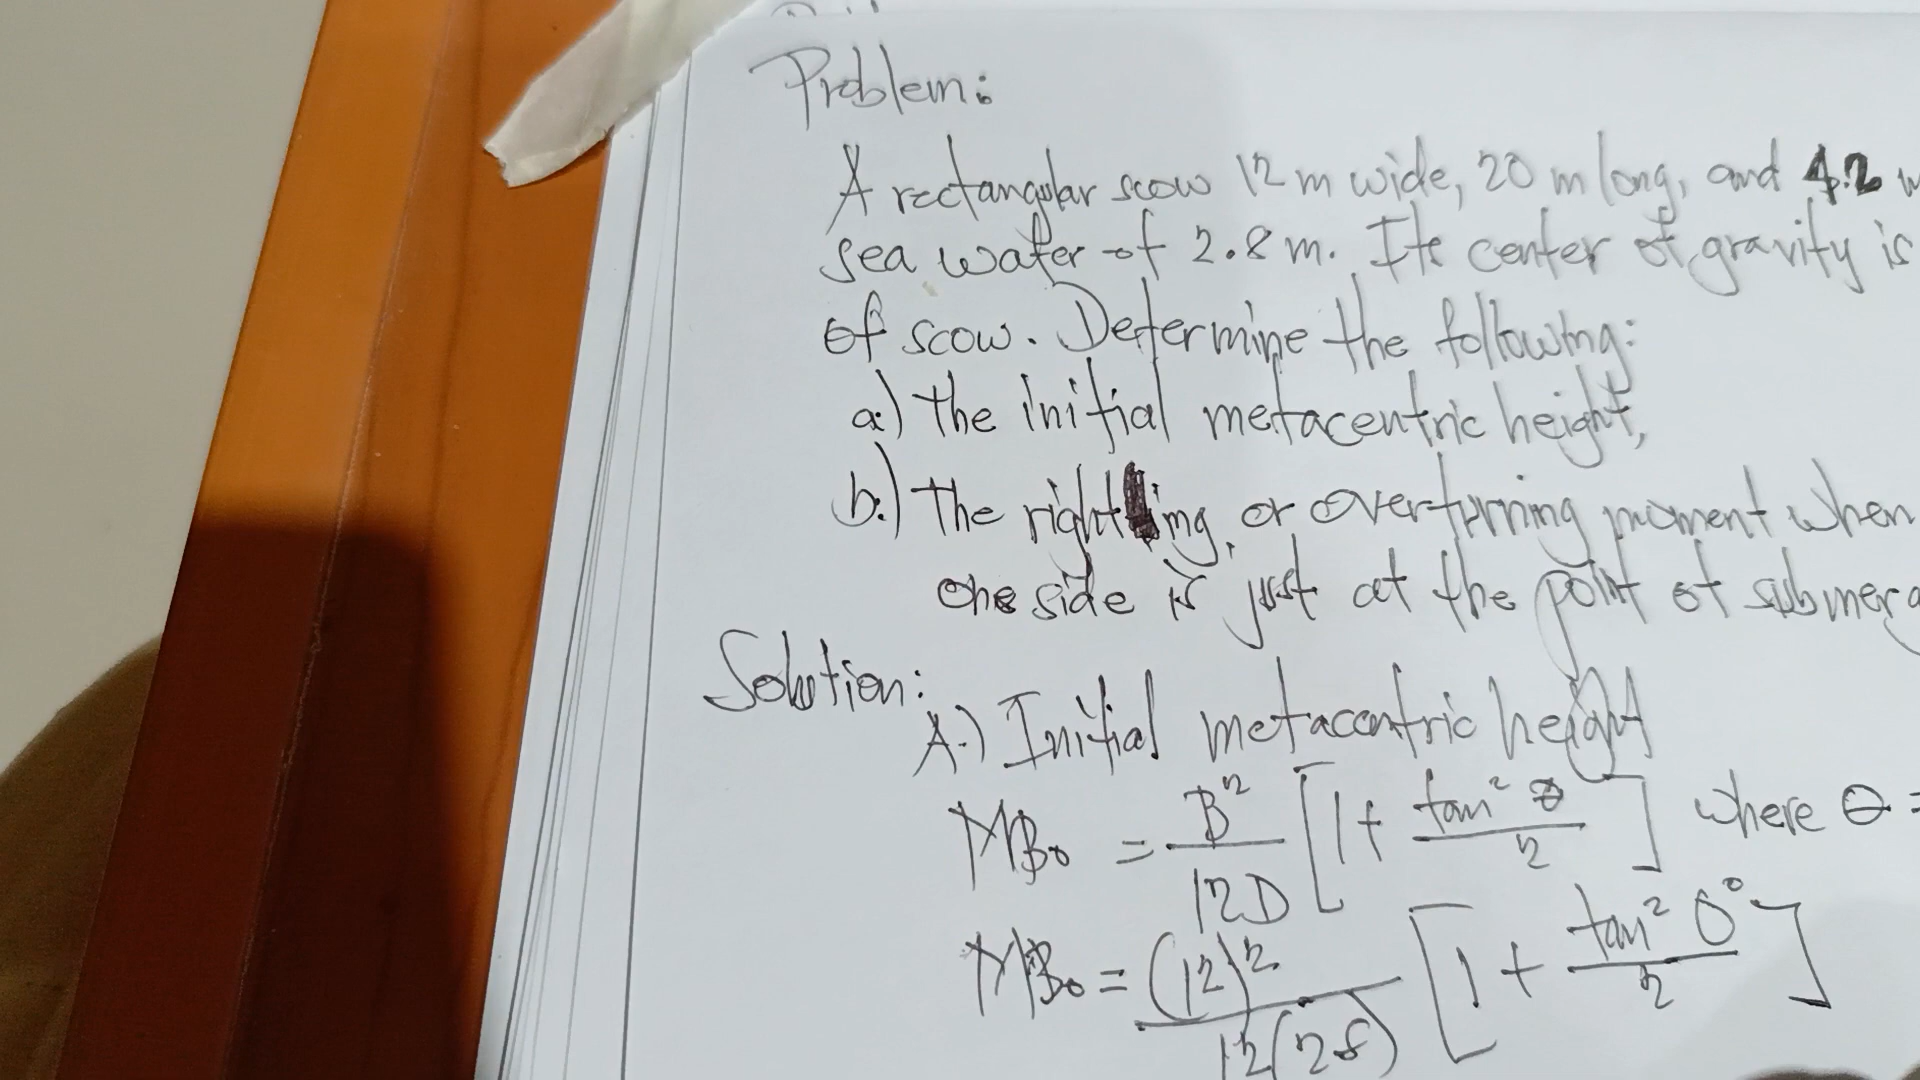 Problem:
A rectangular scow 12 m wide, 20 m long, and 4.2
sea water of 2.8 m. Its center of gravity is
of scow. Determine the following:
a.) the initial metacentric height,
b.) the righting or overturning moment when
one side is just at the point of submerg
Solution:
A.) Initial metacentric height
MB₀ = B²/12D [1 + tan² θ/2] where θ =
MB₀ = (12)²/12(2.8) [1 + tan² 0°/2]